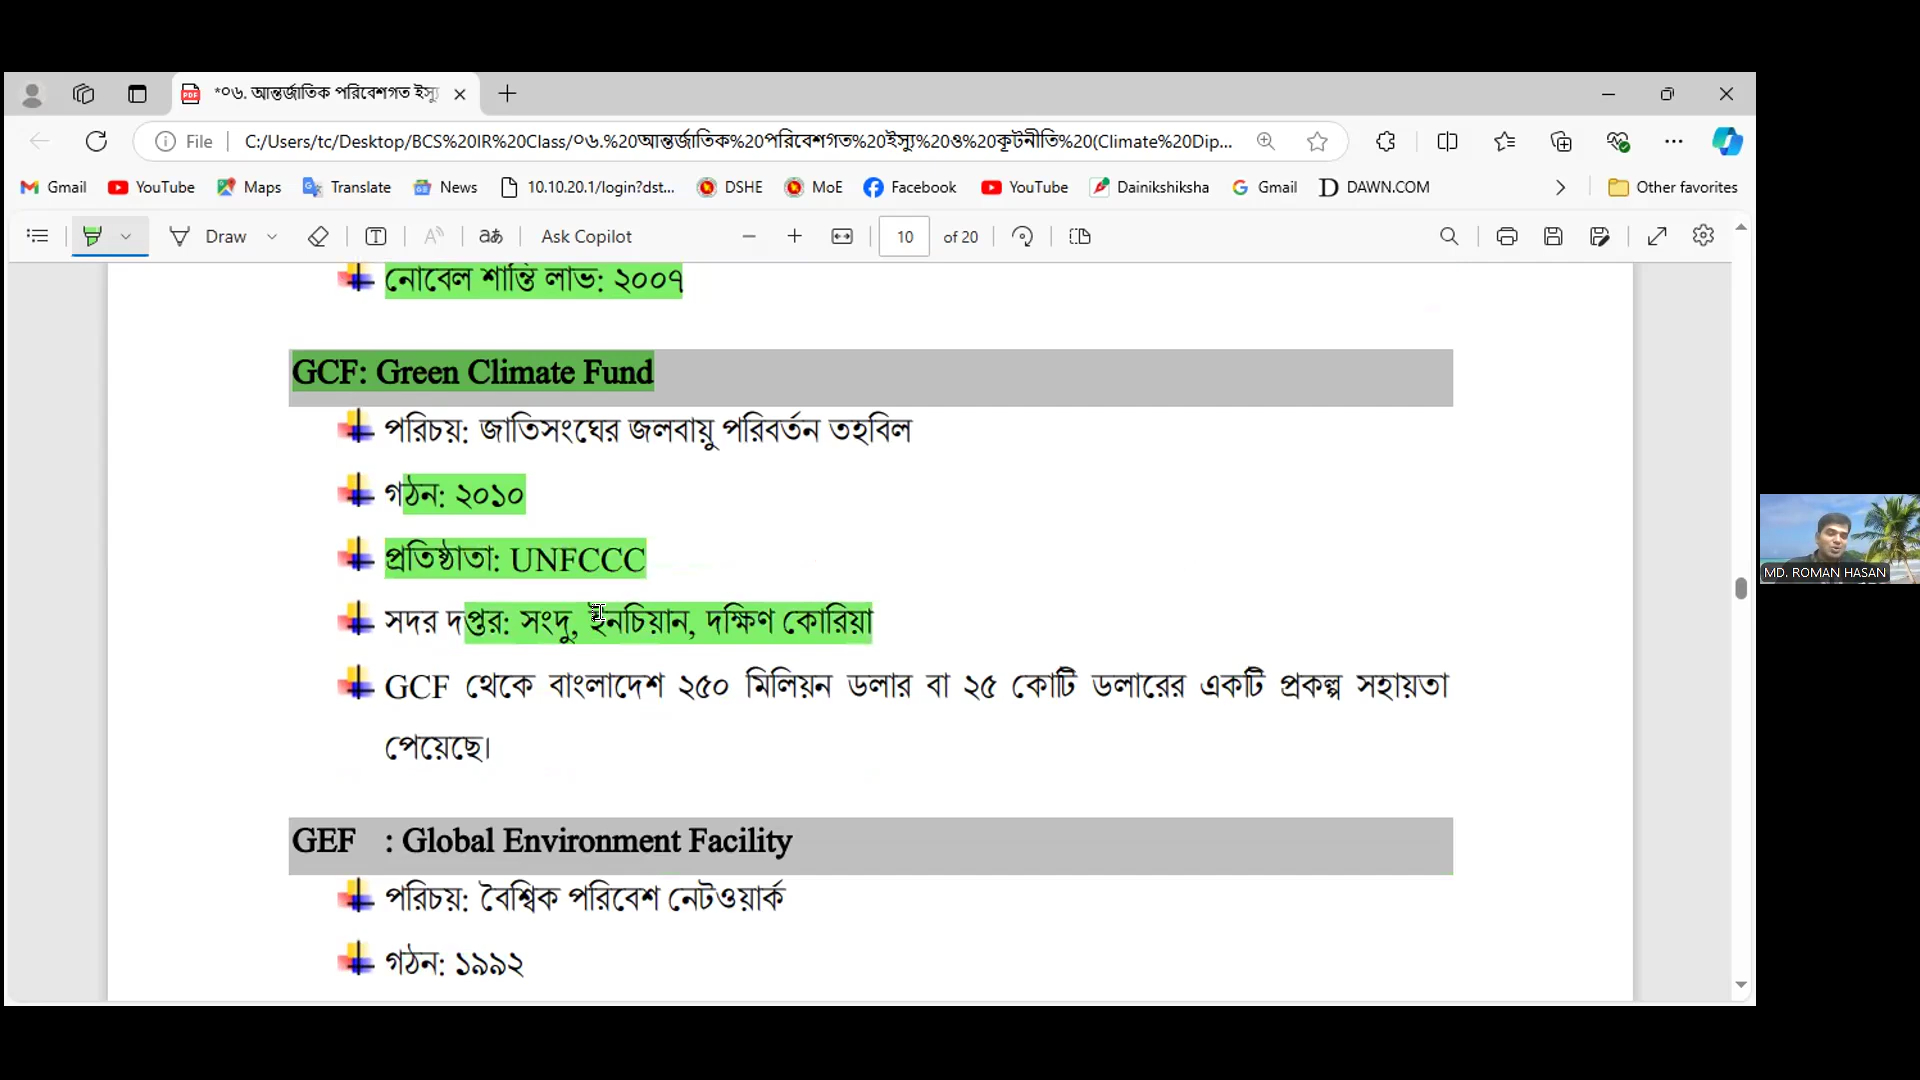 *০৬. আন্তর্জাতিক পরিবেশগত ইস্যু
File
C:/Users/tc/Desktop/BCS%20IR%20Class/০৬.%20আন্তর্জাতিক%20পরিবেশগত%20ইস্যু%20ও%20কূটনীতি%20(Climate%20Dip...
Gmail YouTube Maps Translate News 10.10.20.1/login?dst... DSHE MoE Facebook YouTube Dainikshiksha Gmail DAWN.COM Other favorites
Draw Ask Copilot 10 of 20
নোবেল শান্তি লাভ: ২০০৭
GCF: Green Climate Fund
পরিচয়: জাতিসংঘের জলবায়ু পরিবর্তন তহবিল
গঠন: ২০১০
প্রতিষ্ঠাতা: UNFCCC
সদর দপ্তর: সংদু, ইনচিয়ান, দক্ষিণ কোরিয়া
GCF থেকে বাংলাদেশ ২৫০ মিলিয়ন ডলার বা ২৫ কোটি ডলারের একটি প্রকল্প সহায়তা
পেয়েছে।
GEF : Global Environment Facility
পরিচয়: বৈশ্বিক পরিবেশ নেটওয়ার্ক
গঠন: ১৯৯২
MD. ROMAN HASAN